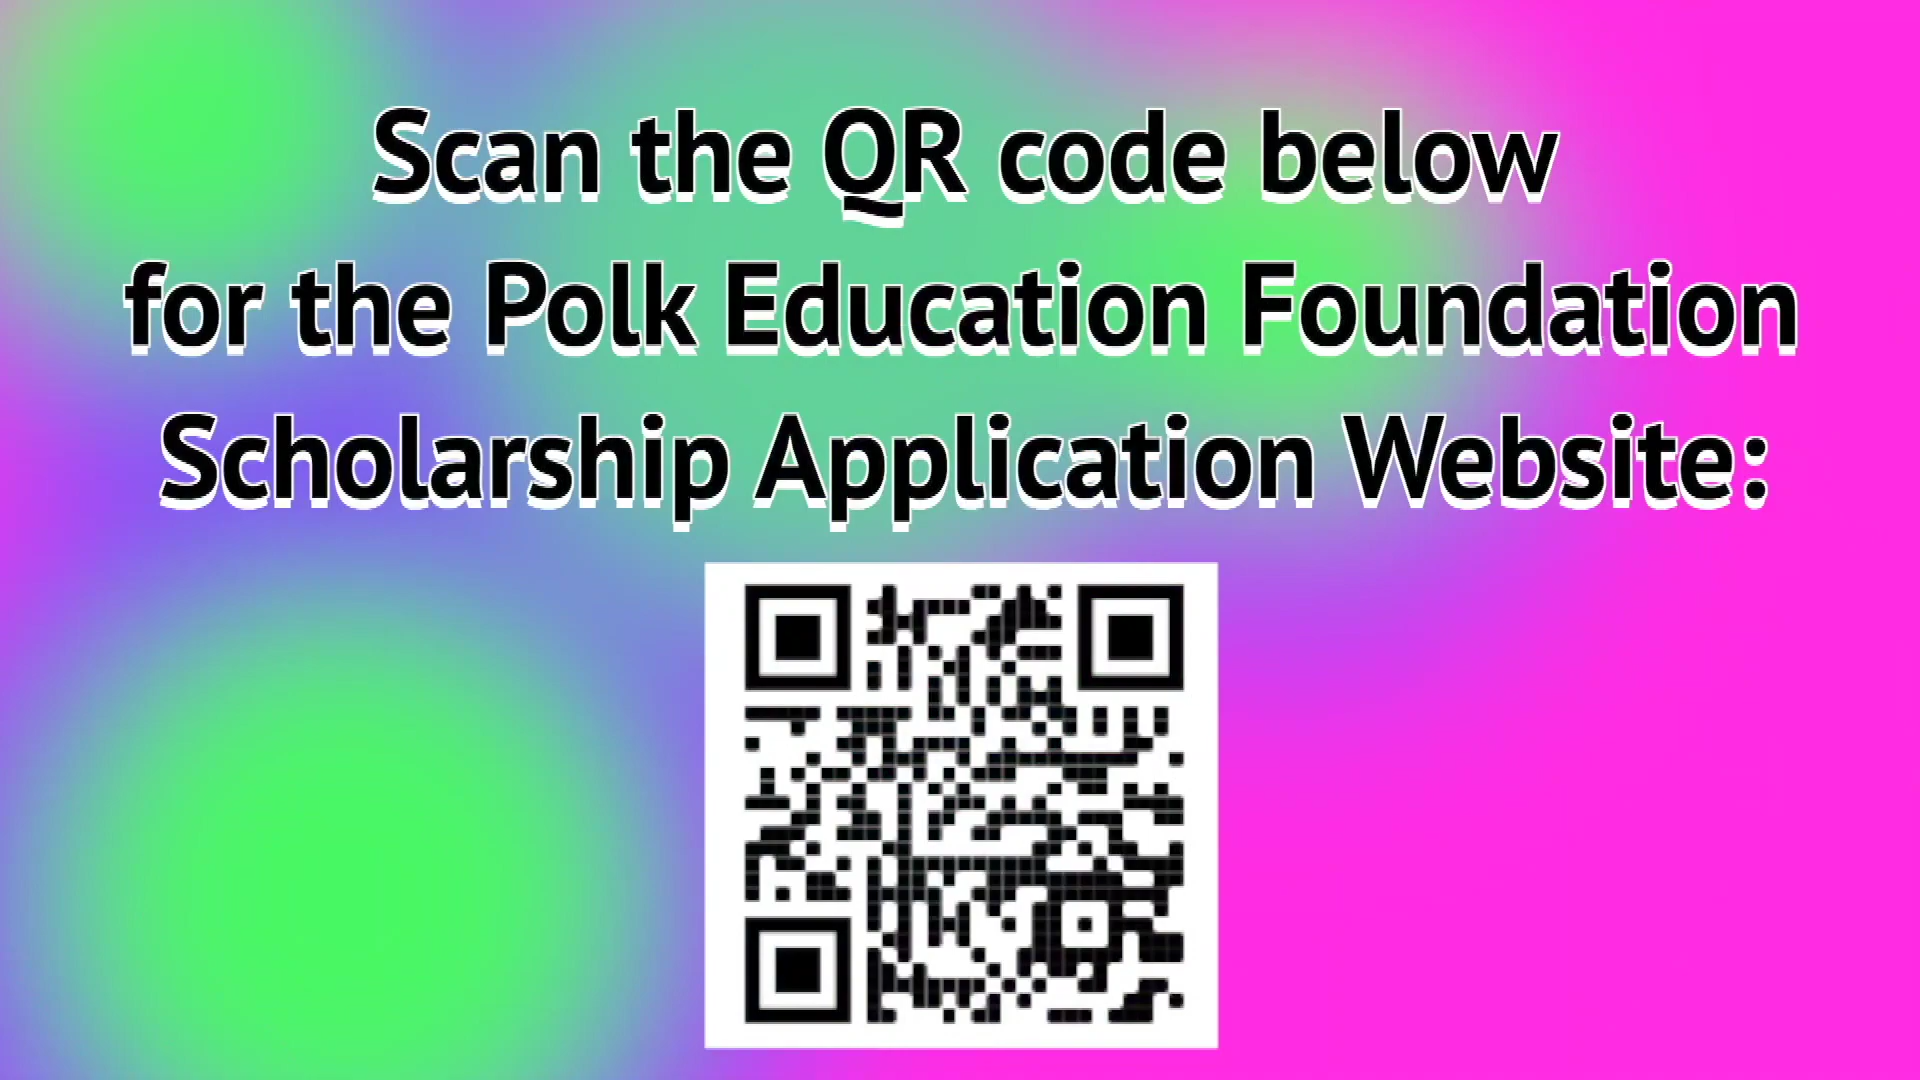 Scan the QR code below
for the Polk Education Foundation
Scholarship Application Website: